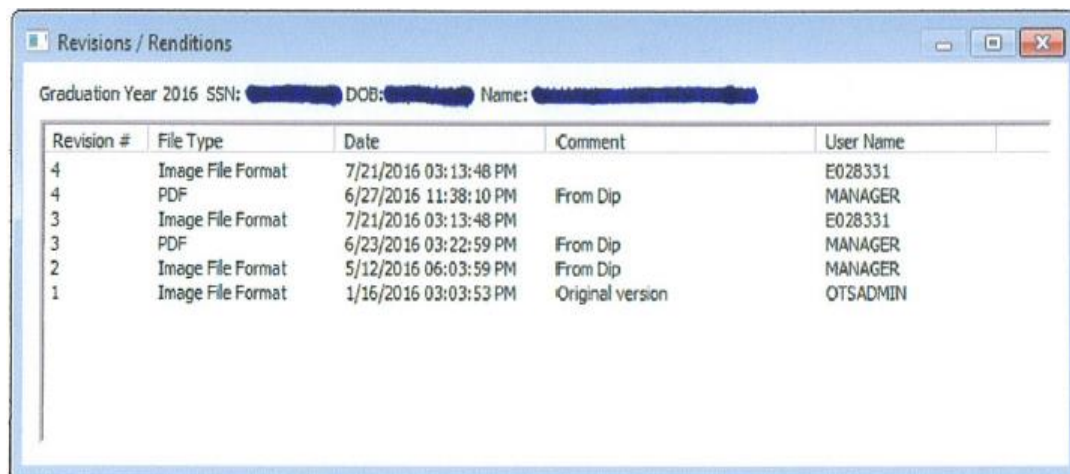 Revisions / Renditions
Graduation Year 2016 SSN: DOB: Name:
Revision # File Type Date Comment User Name
4 Image File Format 7/21/2016 03:13:48 PM E028331
4 PDF 6/27/2016 11:38:10 PM From Dip MANAGER
3 Image File Format 7/21/2016 03:13:48 PM E028331
3 PDF 6/23/2016 03:22:59 PM From Dip MANAGER
2 Image File Format 5/12/2016 06:03:59 PM From Dip MANAGER
1 Image File Format 1/16/2016 03:03:53 PM Original version OTSADMIN